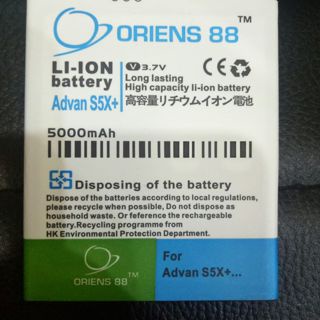 ORIENS 88™
LI-ION
battery
Advan S5X+
V 3.7V
Long lasting
High capacity li-ion battery
高容量リチウムイオン電池
5000mAh
Disposing of the battery
Dispose of the batteries according to local regulations,
please recycle when possible, Do not dispose as
household waste. Or reference the rechargeable
battery. Recycling programme from
HK Environmental Protection Department.
ORIENS 88™
For
Advan S5X+...